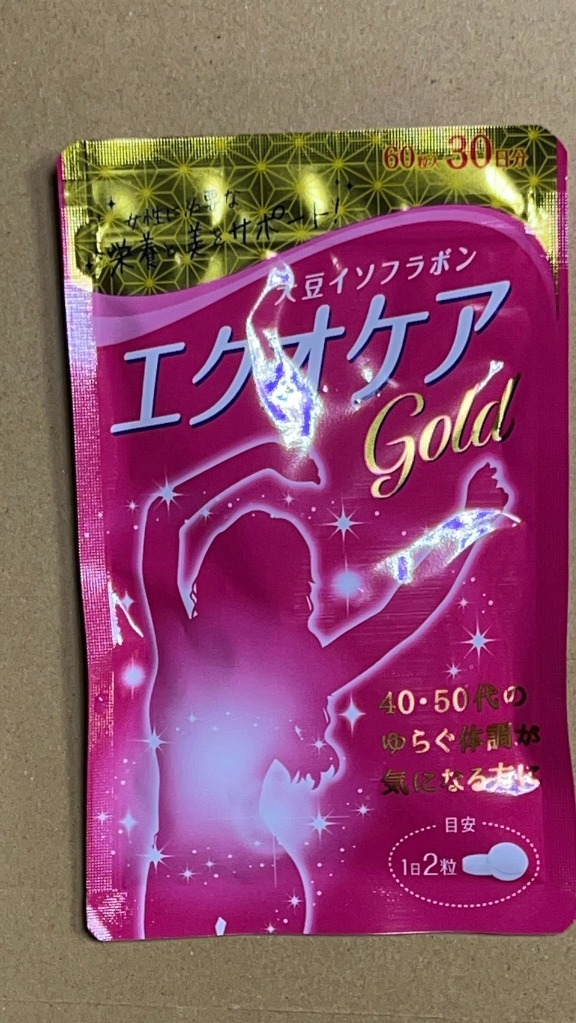 60粒入 30日分
女性に必要な
栄養で美をサポート!
大豆イソフラボン
エクオケア
Gold
40・50代の
ゆらぐ体調が
気になる方に
目安
1日2粒